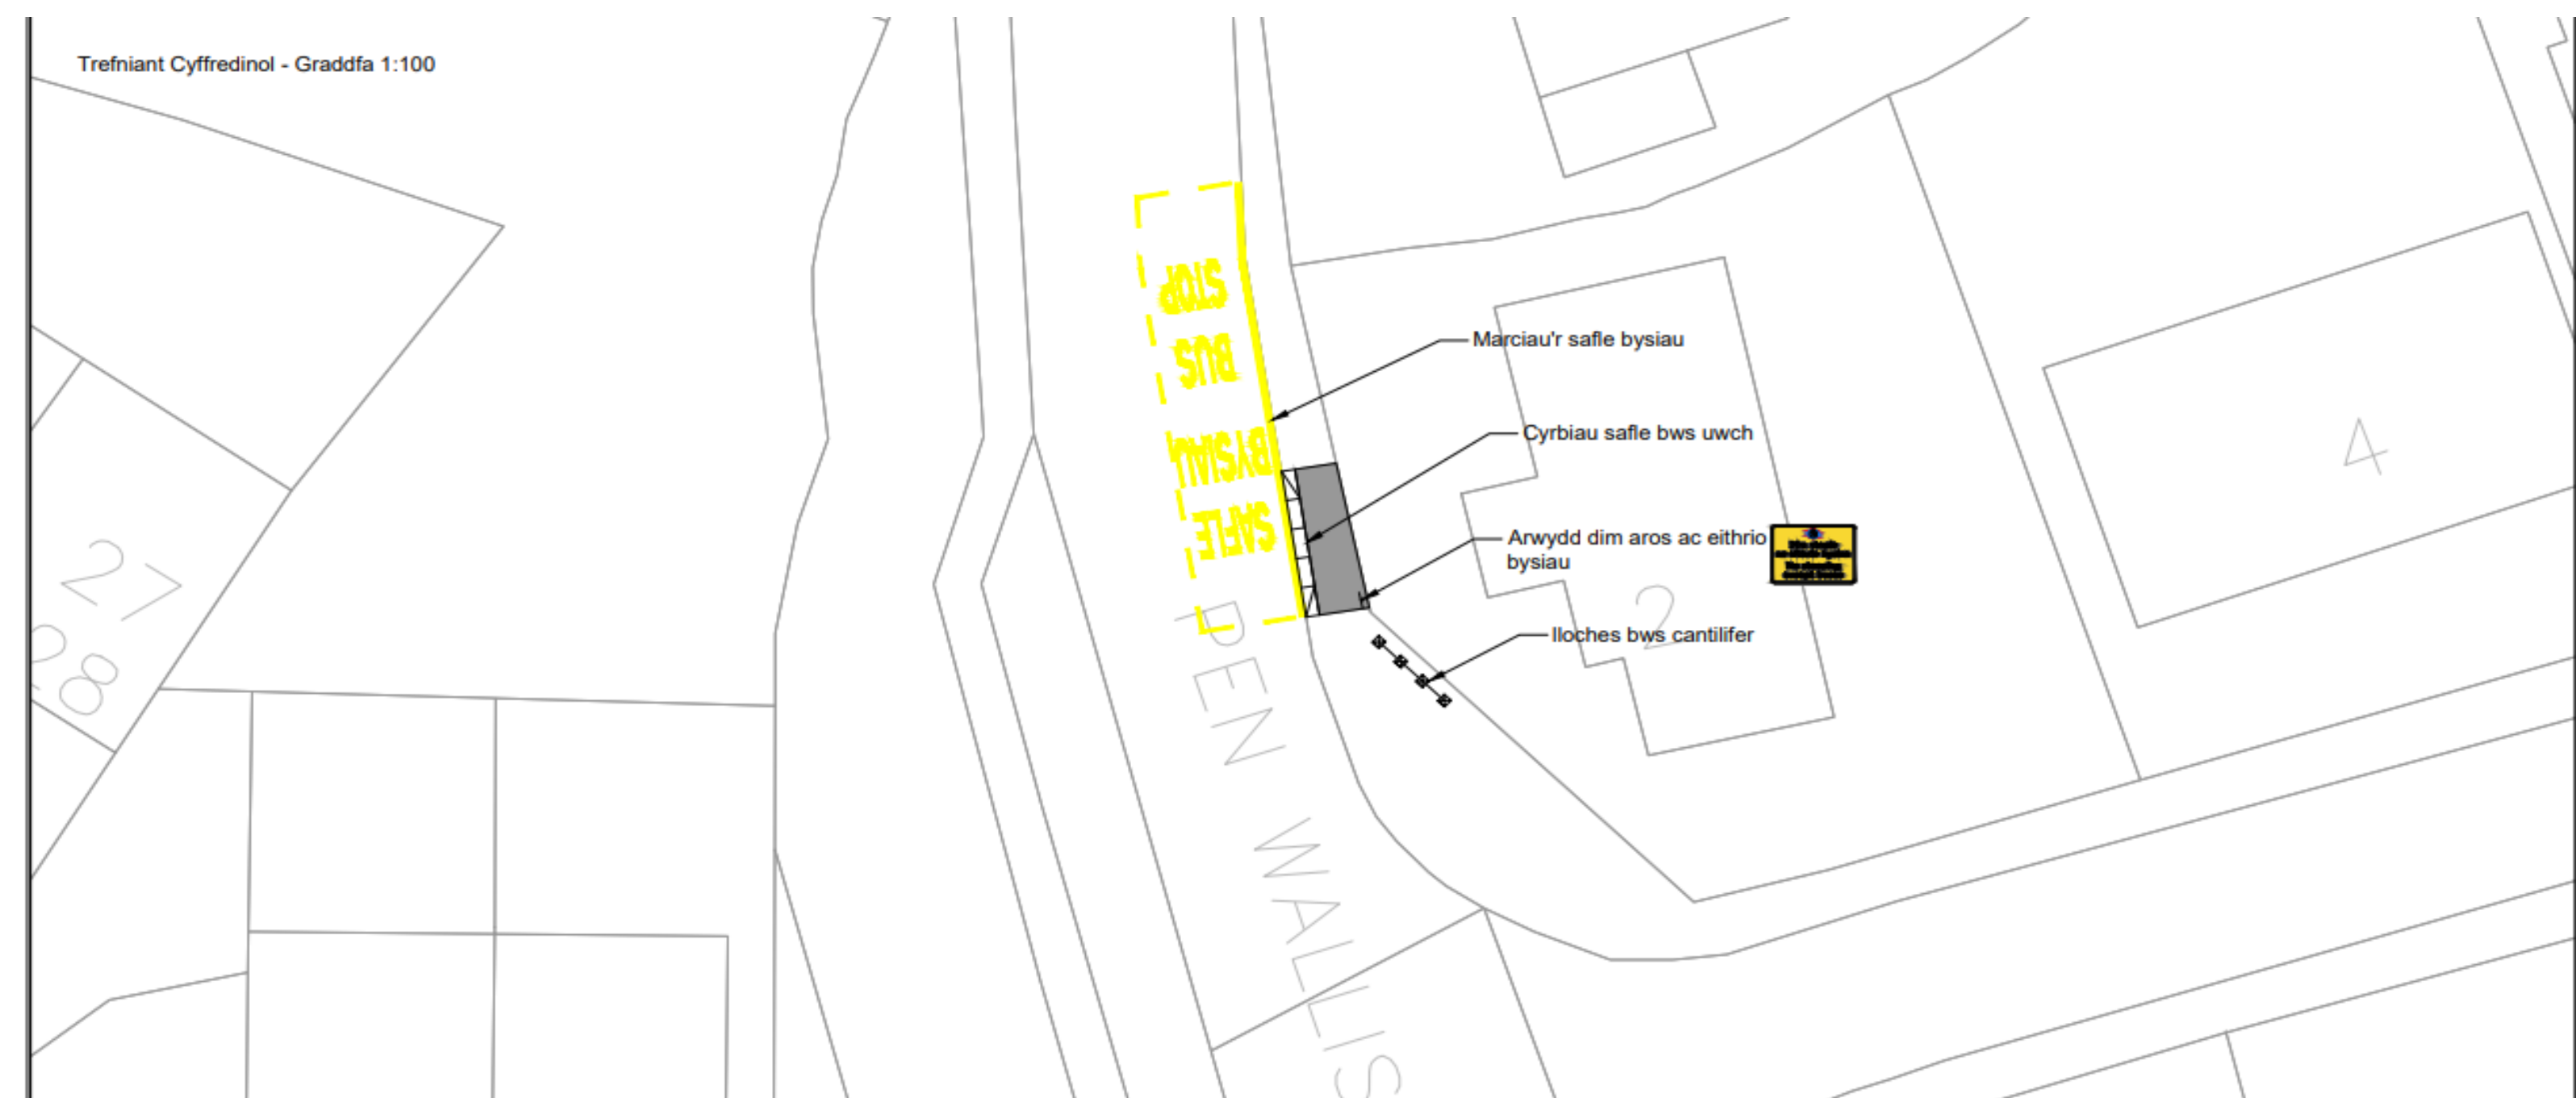 Trefniant Cyffredinol - Graddfa 1:100
STOP
BUS
BYSIAU
SAFLE
Marciau'r safle bysiau
Cyrbiau safle bws uwch
Arwydd dim aros ac eithrio
bysiau
lloches bws cantilifer
27
28
2
4
PEN WALLIS